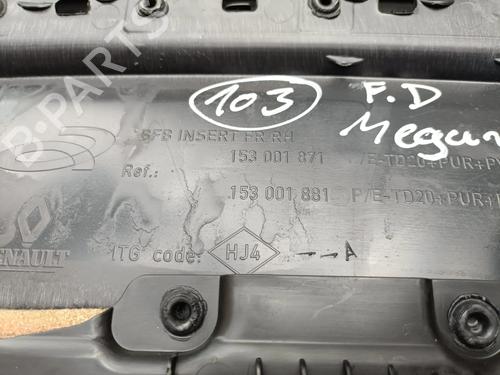 103
F.D
Megan
SFB INSERT FR RH
153 001 871 P/E-TD20+PUR+P
Ref.:
153 001 881 P/E-TD20+PUR+
RENAULT
ITG code: HJ4 --A
B-PARTS